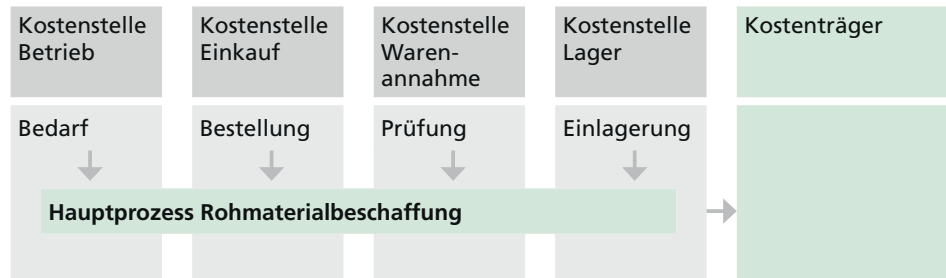 Kostenstelle
Betrieb
Kostenstelle
Einkauf
Kostenstelle
Waren-
annahme
Kostenstelle
Lager
Kostenträger
Bedarf
Bestellung
Prüfung
Einlagerung
Hauptprozess Rohmaterialbeschaffung